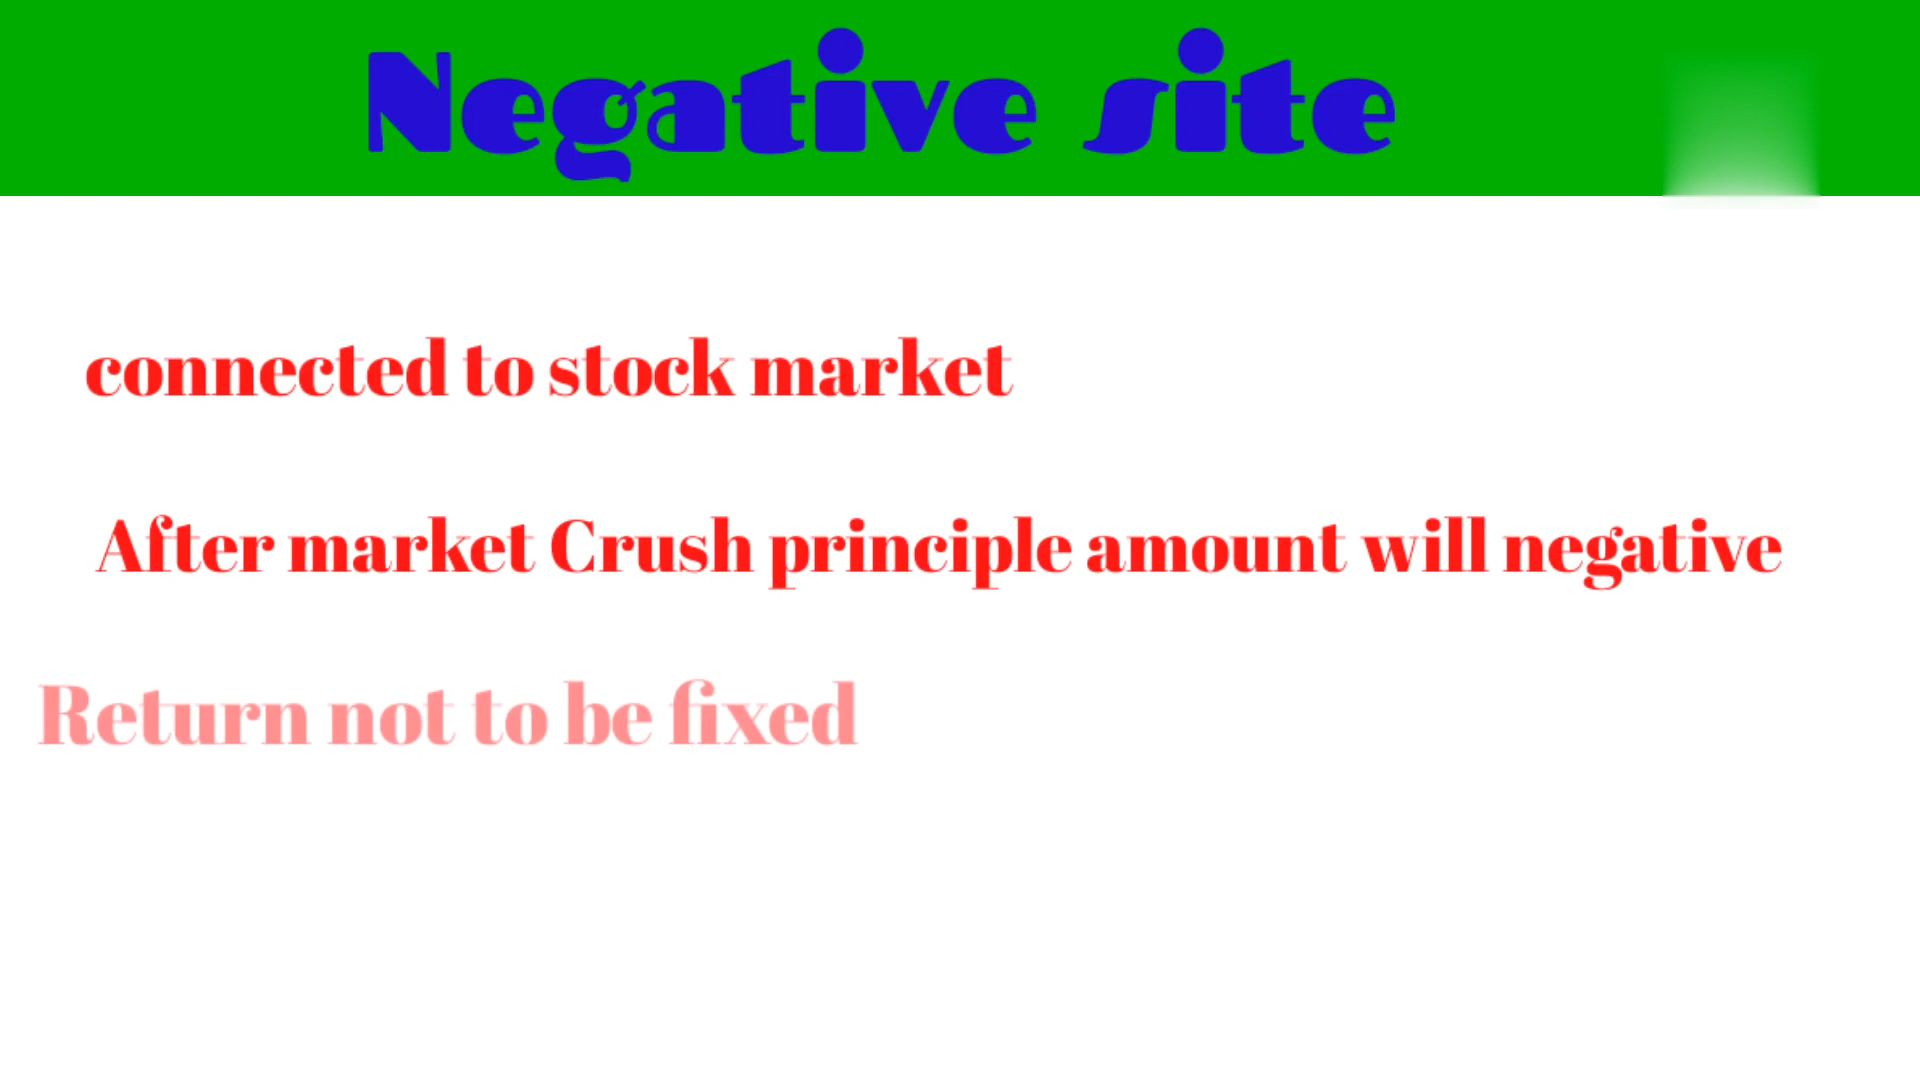 Negative site
connected to stock market
After market Crush principle amount will negative
Return not to be fixed